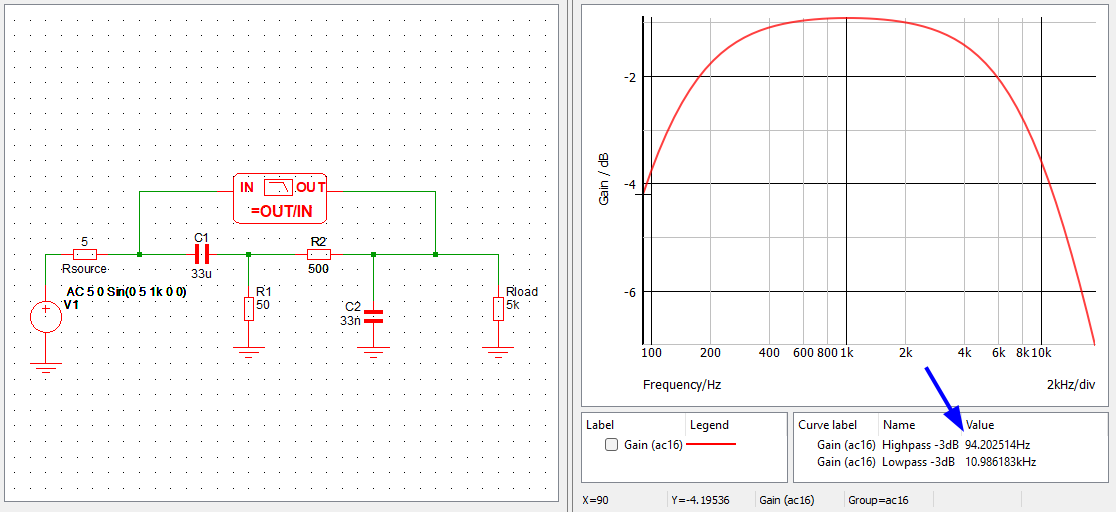 IN OUT
=OUT/IN
5
Rsource
C1
33u
R2
500
AC 5 0 Sin(0 5 1k 0 0)
V1
R1
50
C2
33n
Rload
5k
Gain / dB
-2
-4
-6
100 200 400 600 800 1k 2k 4k 6k 8k 10k
Frequency/Hz 2kHz/div
Label Legend
Gain (ac16)
Curve label Name Value
Gain (ac16) Highpass -3dB 94.202514Hz
Gain (ac16) Lowpass -3dB 10.986183kHz
X=90 Y=-4.19536 Gain (ac16) Group=ac16